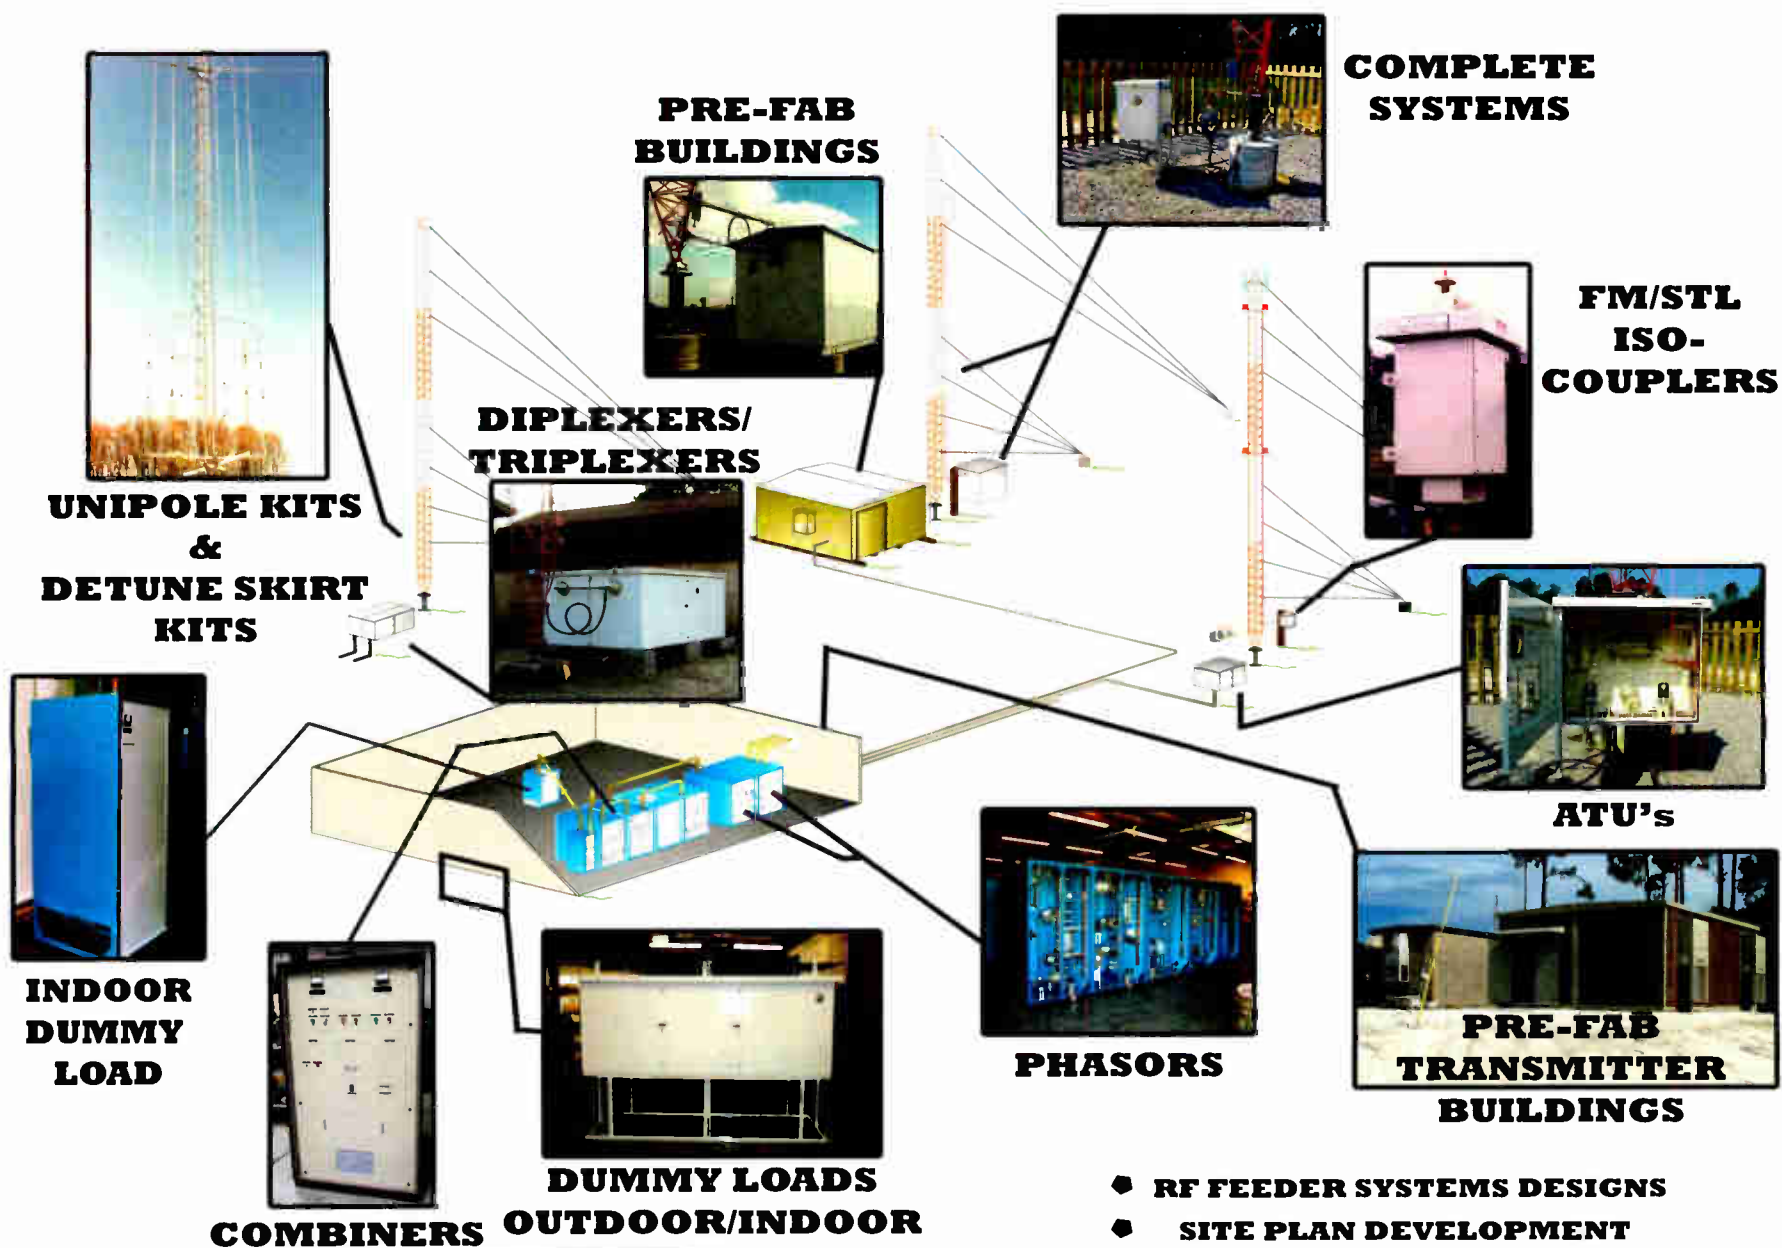 COMPLETE
SYSTEMS
PRE-FAB
BUILDINGS
FM/STL
ISO-
COUPLERS
DIPLEXERS/
TRIPLEXERS
UNIPOLE KITS
&
DETUNE SKIRT
KITS
ATU's
INDOOR
DUMMY
LOAD
PHASORS
PRE-FAB
TRANSMITTER
BUILDINGS
COMBINERS
DUMMY LOADS
OUTDOOR/INDOOR
RF FEEDER SYSTEMS DESIGNS
SITE PLAN DEVELOPMENT